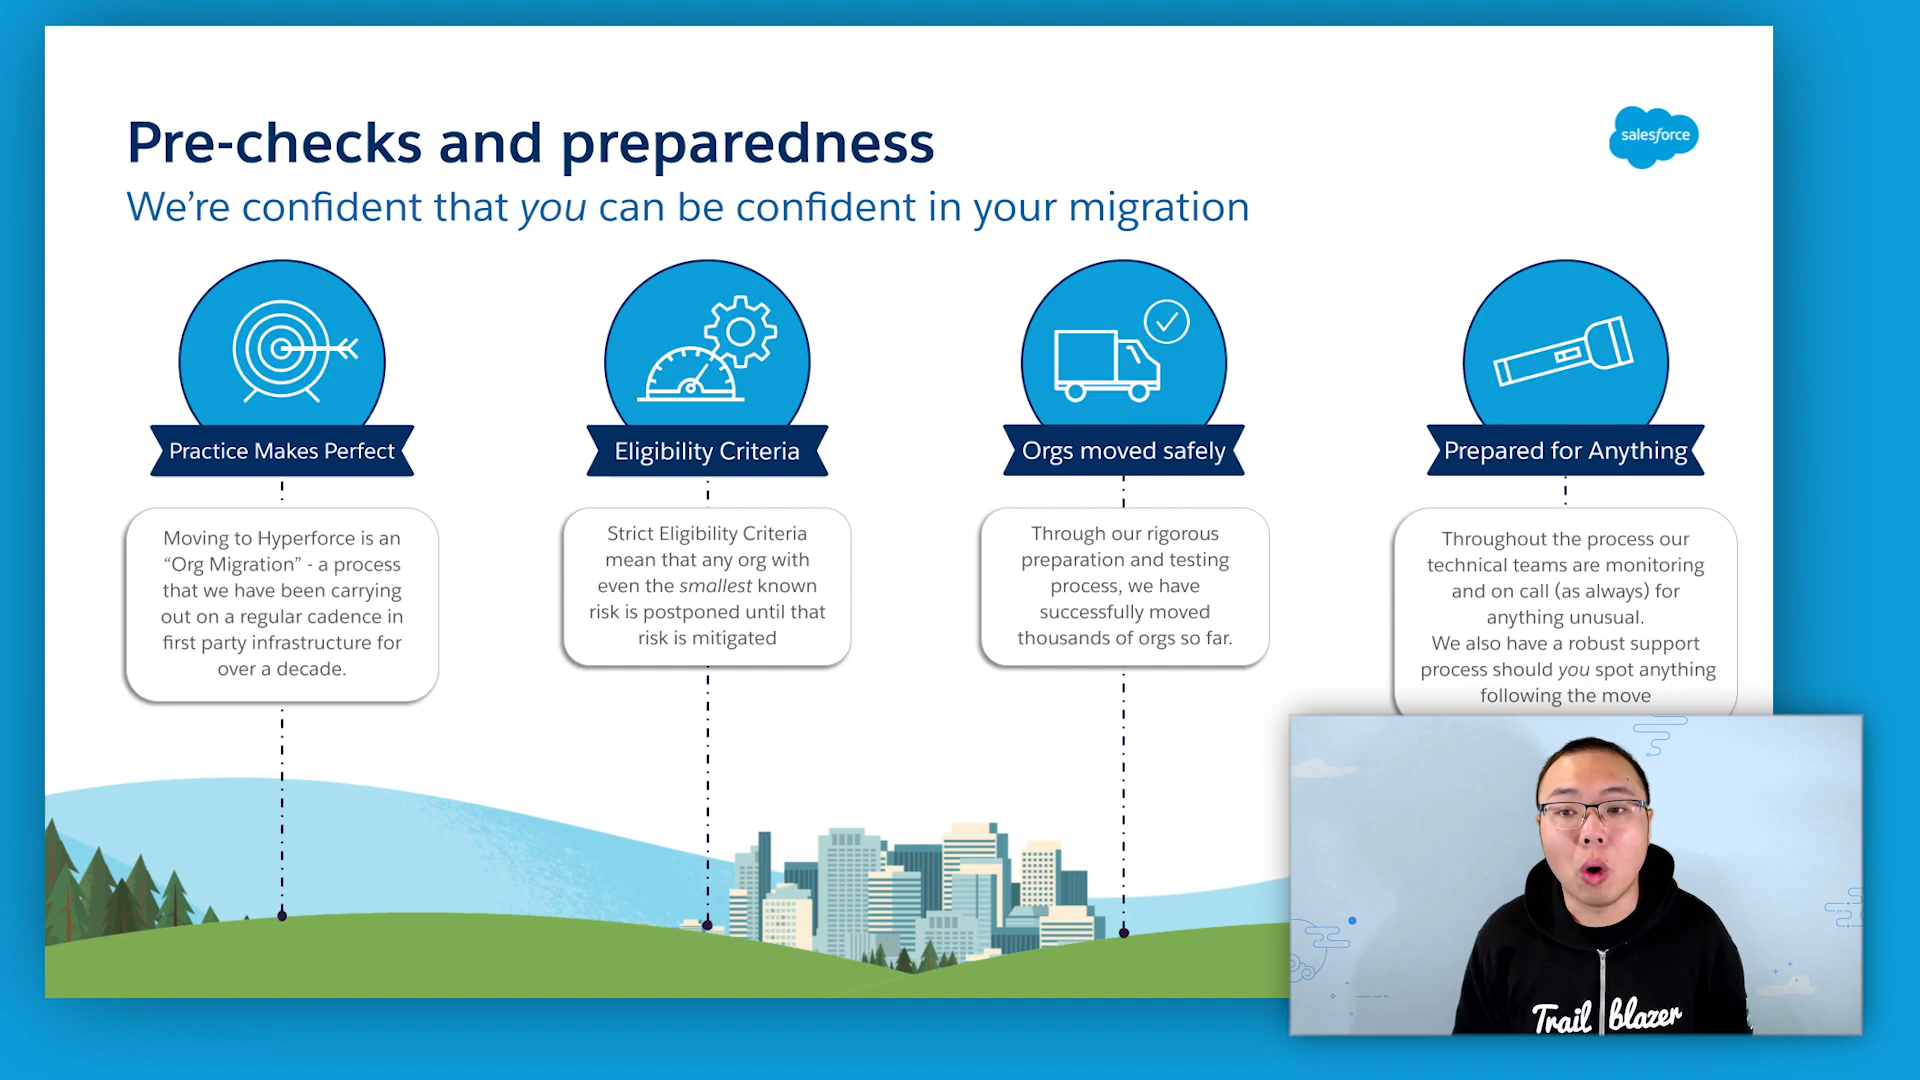 Pre-checks and preparedness
We're confident that you can be confident in your migration
salesforce
Practice Makes Perfect
Moving to Hyperforce is an
“Org Migration” - a process
that we have been carrying
out on a regular cadence in
first party infrastructure for
over a decade.
Eligibility Criteria
Strict Eligibility Criteria
mean that any org with
even the smallest known
risk is postponed until that
risk is mitigated
Orgs moved safely
Through our rigorous
preparation and testing
process, we have
successfully moved
thousands of orgs so far.
Prepared for Anything
Throughout the process our
technical teams are monitoring
and on call (as always) for
anything unusual.
We also have a robust support
process should you spot anything
following the move
Trailblazer